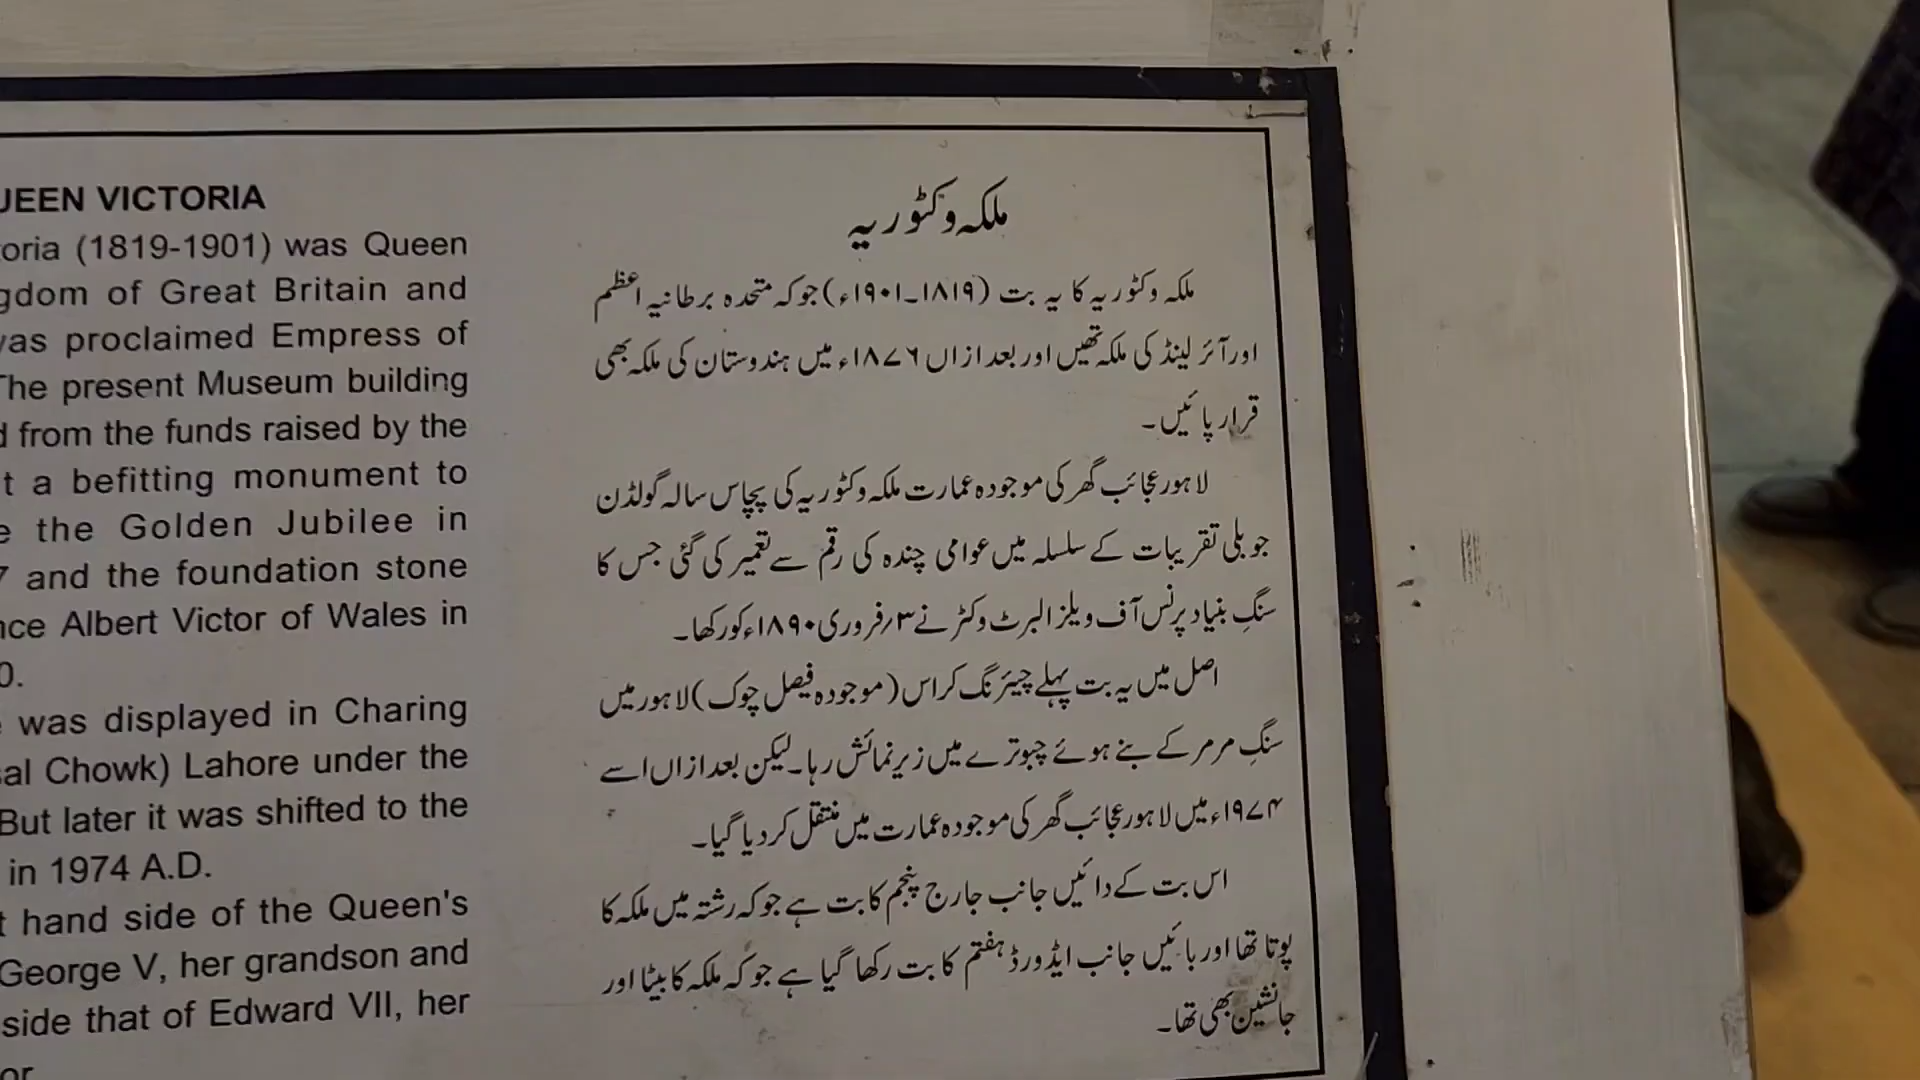 UEEN VICTORIA
oria (1819-1901) was Queen
gdom of Great Britain and
was proclaimed Empress of
The present Museum building
d from the funds raised by the
t a befitting monument to
e the Golden Jubilee in
7 and the foundation stone
nce Albert Victor of Wales in
0.
was displayed in Charing
sal Chowk) Lahore under the
But later it was shifted to the
in 1974 A.D.
t hand side of the Queen's
George V, her grandson and
side that of Edward VII, her
or
ملکہ وکٹوریہ
ملکہ وکٹوریہ کا یہ بت (۱۸۱۹۔۱۹۰۱ء) جو کہ متحدہ برطانیہ اعظم
اور آئر لینڈ کی ملکہ تھیں اور بعد ازاں ۱۸۷۶ء میں ہندوستان کی ملکہ بھی
قرار پائیں۔
لاہور عجائب گھر کی موجودہ عمارت ملکہ وکٹوریہ کی پچاس سالہ گولڈن
جوبلی تقریبات کے سلسلہ میں عوامی چندہ کی رقم سے تعمیر کی گئی جس کا
سنگِ بنیاد پرنس آف ویلز البرٹ وکٹر نے ۳؍فروری ۱۸۹۰ء کو رکھا۔
اصل میں یہ بت پہلے چیئرنگ کراس (موجودہ فیصل چوک) لاہور میں
سنگِ مرمر کے بنے ہوئے چبوترے میں زیر نمائش رہا۔ لیکن بعد ازاں اسے
۱۹۷۴ء میں لاہور عجائب گھر کی موجودہ عمارت میں منتقل کر دیا گیا۔
اس بت کے دائیں جانب جارج پنجم کا بت ہے جو کہ رشتہ میں ملکہ کا
پوتا تھا اور بائیں جانب ایڈورڈ ہفتم کا بت رکھا گیا ہے جو کہ ملکہ کا بیٹا اور
جانشین بھی تھا۔